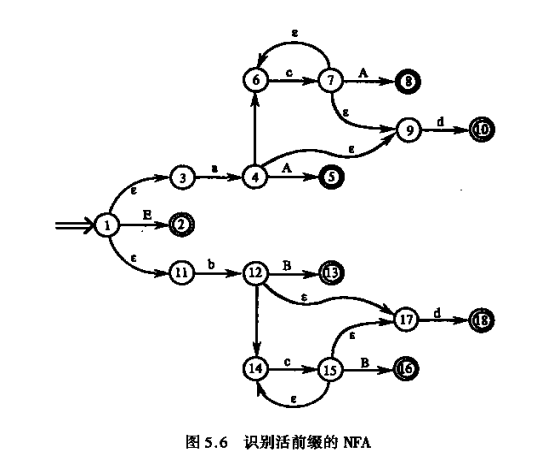 ε
6 c 7 A 8
ε
9 d 10
ε
3 a 4 A 5
ε
1 E 2
ε
11 b 12 B 13
ε
17 d 18
ε
14 c 15 B 16
ε
图 5.6 识别活前缀的 NFA